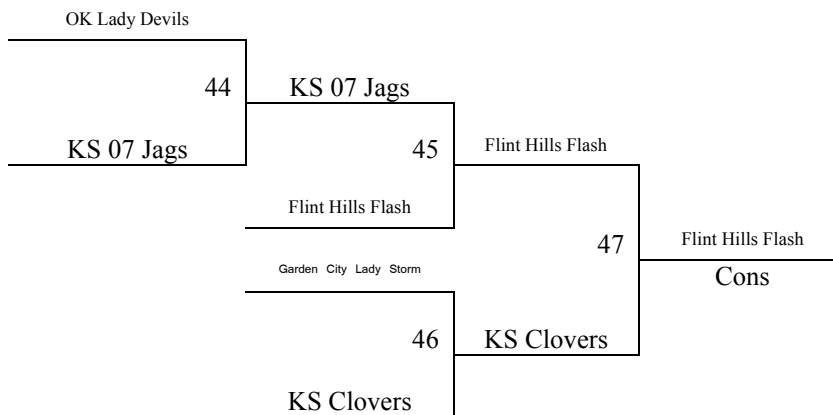 OK Lady Devils
44
KS 07 Jags
KS 07 Jags
45
Flint Hills Flash
Flint Hills Flash
47
Flint Hills Flash
Garden City Lady Storm
Cons
46
KS Clovers
KS Clovers